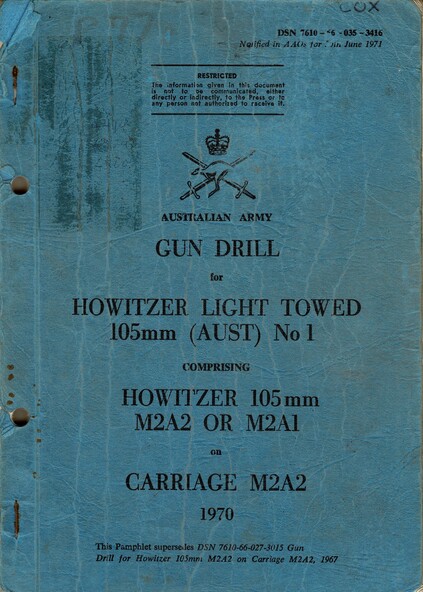 COX
DSN 7610-66-035-3416
Notified in AAOs for June 1971
RESTRICTED
The information given in this document
is not to be communicated, either
directly or indirectly, to the Press or to
any person not authorized to receive it.
AUSTRALIAN ARMY
GUN DRILL
for
HOWITZER LIGHT TOWED
105mm (AUST) No 1
COMPRISING
HOWITZER 105mm
M2A2 OR M2A1
on
CARRIAGE M2A2
1970
This Pamphlet supersedes DSN 7610-66-027-3015 Gun
Drill for Howitzer 105mm M2A2 on Carriage M2A2, 1967